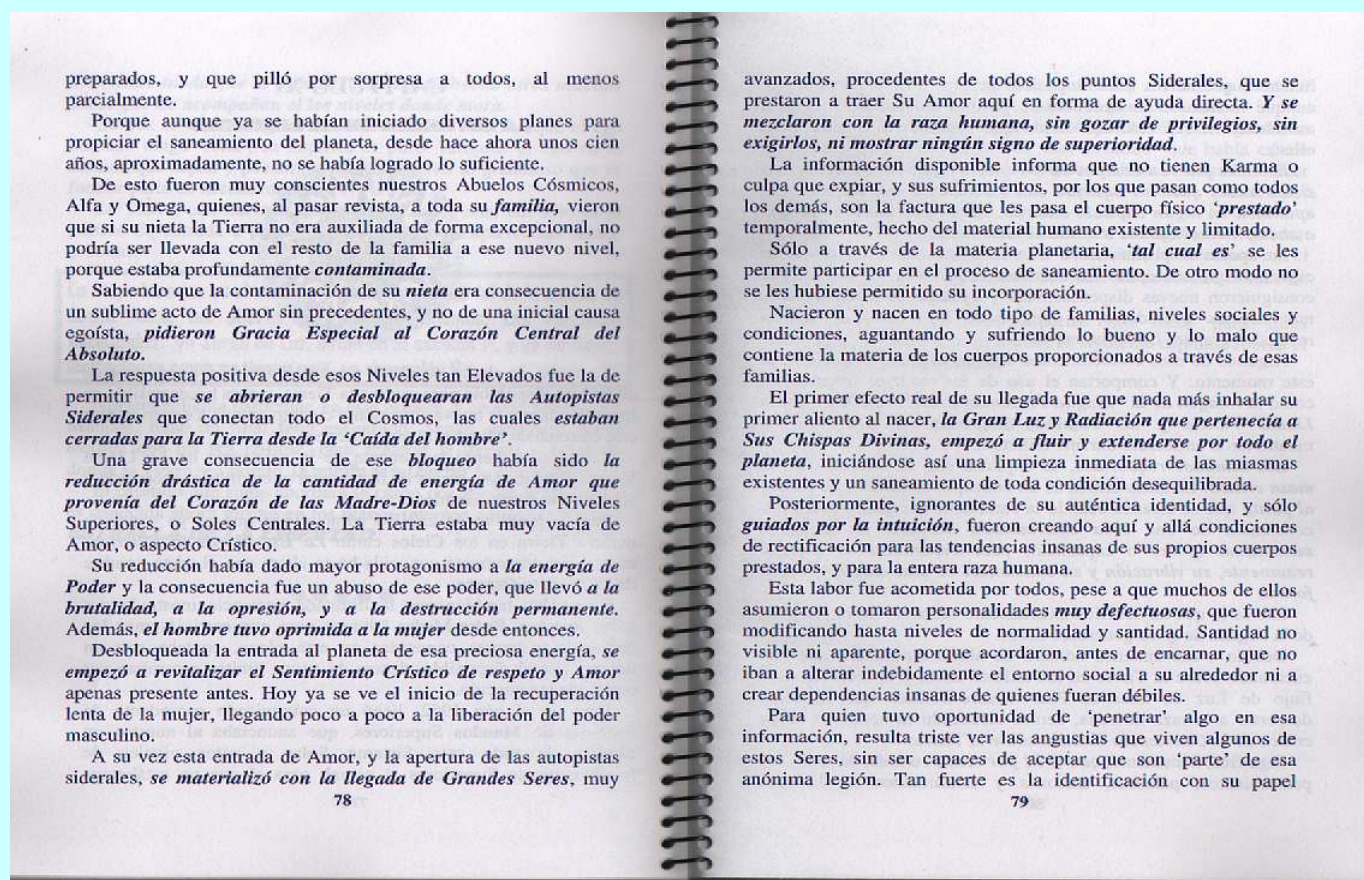 preparados, y que pilló por sorpresa a todos, al menos
parcialmente.
Porque aunque ya se habían iniciado diversos planes para
propiciar el saneamiento del planeta, desde hace ahora unos cien
años, aproximadamente, no se había logrado lo suficiente.
De esto fueron muy conscientes nuestros Abuelos Cósmicos,
Alfa y Omega, quienes, al pasar revista, a toda su familia, vieron
que si su nieta la Tierra no era auxiliada de forma excepcional, no
podría ser llevada con el resto de la familia a ese nuevo nivel,
porque estaba profundamente contaminada.
Sabiendo que la contaminación de su nieta era consecuencia de
un sublime acto de Amor sin precedentes, y no de una inicial causa
egoísta, pidieron Gracia Especial al Corazón Central del
Absoluto.
La respuesta positiva desde esos Niveles tan Elevados fue la de
permitir que se abrieran o desbloquearan las Autopistas
Siderales que conectan todo el Cosmos, las cuales estaban
cerradas para la Tierra desde la ‘Caída del hombre’.
Una grave consecuencia de ese bloqueo había sido la
reducción drástica de la cantidad de energía de Amor que
provenía del Corazón de las Madre-Dios de nuestros Niveles
Superiores, o Soles Centrales. La Tierra estaba muy vacía de
Amor, o aspecto Crístico.
Su reducción había dado mayor protagonismo a la energía de
Poder y la consecuencia fue un abuso de ese poder, que llevó a la
brutalidad, a la opresión, y a la destrucción permanente.
Además, el hombre tuvo oprimida a la mujer desde entonces.
Desbloqueada la entrada al planeta de esa preciosa energía, se
empezó a revitalizar el Sentimiento Crístico de respeto y Amor
apenas presente antes. Hoy ya se ve el inicio de la recuperación
lenta de la mujer, llegando poco a poco a la liberación del poder
masculino.
A su vez esta entrada de Amor, y la apertura de las autopistas
siderales, se materializó con la llegada de Grandes Seres, muy
78
avanzados, procedentes de todos los puntos Siderales, que se
prestaron a traer Su Amor aquí en forma de ayuda directa. Y se
mezclaron con la raza humana, sin gozar de privilegios, sin
exigirlos, ni mostrar ningún signo de superioridad.
La información disponible informa que no tienen Karma o
culpa que expiar, y sus sufrimientos, por los que pasan como todos
los demás, son la factura que les pasa el cuerpo físico ‘prestado’
temporalmente, hecho del material humano existente y limitado.
Sólo a través de la materia planetaria, ‘tal cual es’ se les
permite participar en el proceso de saneamiento. De otro modo no
se les hubiese permitido su incorporación.
Nacieron y nacen en todo tipo de familias, niveles sociales y
condiciones, aguantando y sufriendo lo bueno y lo malo que
contiene la materia de los cuerpos proporcionados a través de esas
familias.
El primer efecto real de su llegada fue que nada más inhalar su
primer aliento al nacer, la Gran Luz y Radiación que pertenecía a
Sus Chispas Divinas, empezó a fluir y extenderse por todo el
planeta, iniciándose así una limpieza inmediata de las miasmas
existentes y un saneamiento de toda condición desequilibrada.
Posteriormente, ignorantes de su auténtica identidad, y sólo
guiados por la intuición, fueron creando aquí y allá condiciones
de rectificación para las tendencias insanas de sus propios cuerpos
prestados, y para la entera raza humana.
Esta labor fue acometida por todos, pese a que muchos de ellos
asumieron o tomaron personalidades muy defectuosas, que fueron
modificando hasta niveles de normalidad y santidad. Santidad no
visible ni aparente, porque acordaron, antes de encarnar, que no
iban a alterar indebidamente el entorno social a su alrededor ni a
crear dependencias insanas de quienes fueran débiles.
Para quien tuvo oportunidad de ‘penetrar’ algo en esa
información, resulta triste ver las angustias que viven algunos de
estos Seres, sin ser capaces de aceptar que son ‘parte’ de esa
anónima legión. Tan fuerte es la identificación con su papel
79